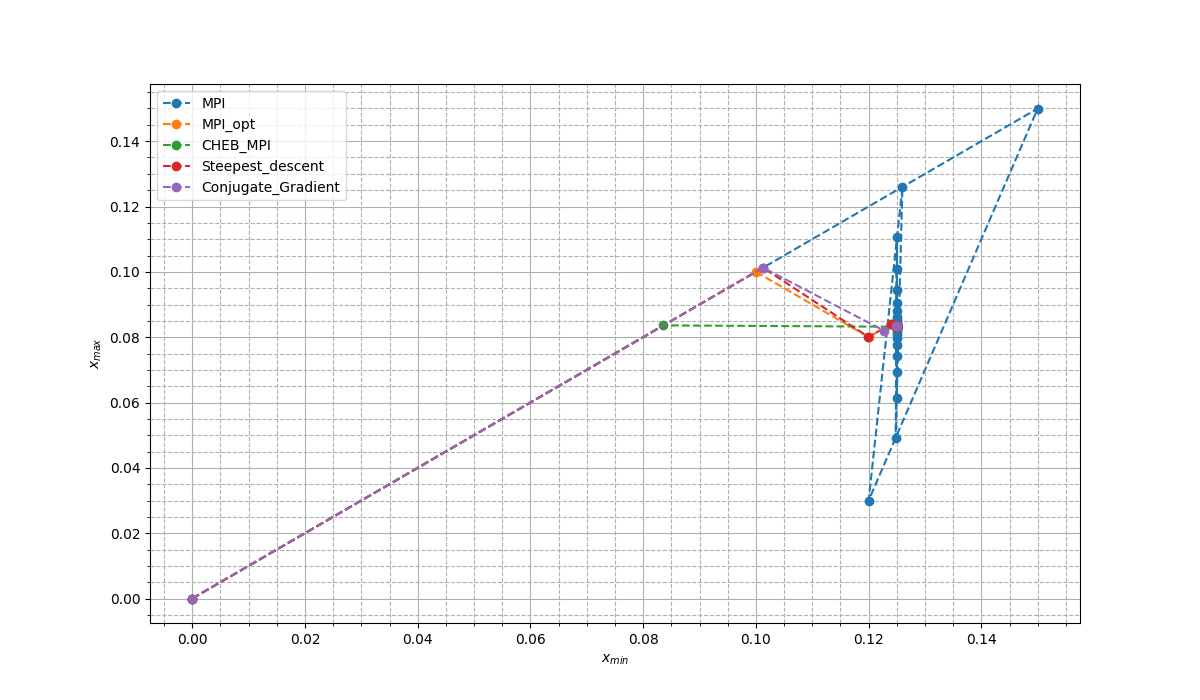 MPI
MPI_opt
CHEB_MPI
Steepest_descent
Conjugate_Gradient
0.14
0.12
0.10
0.08
0.06
0.04
0.02
0.00
x_max
0.00 0.02 0.04 0.06 0.08 0.10 0.12 0.14
x_min